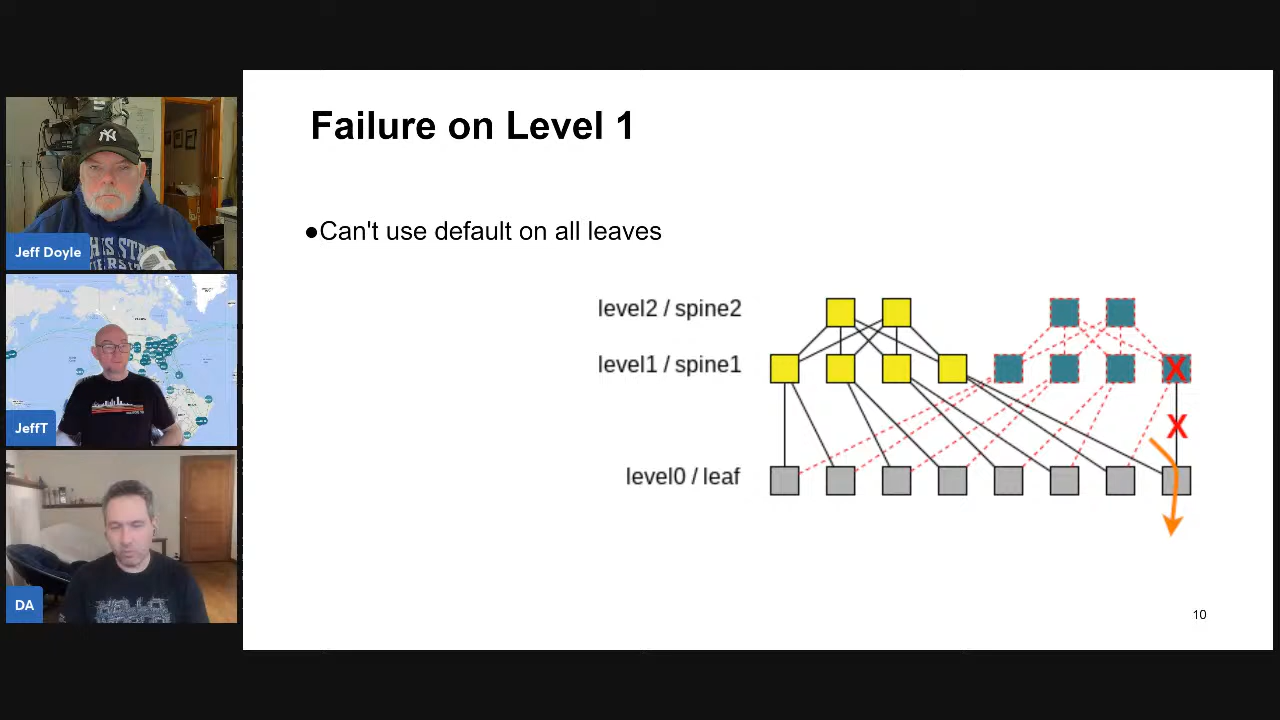 Failure on Level 1
●Can't use default on all leaves
level2 / spine2
level1 / spine1
X
X
level0 / leaf
10
Jeff Doyle
JeffT
DA
NY